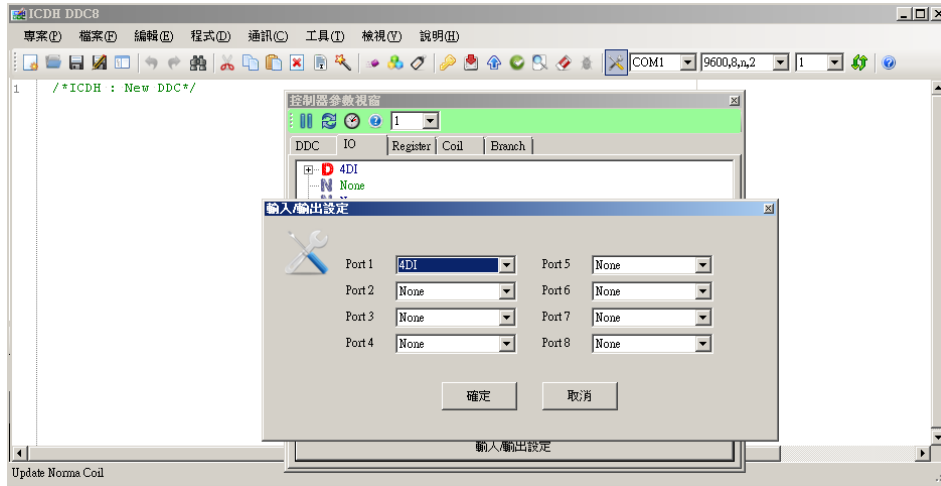 ICDH DDC8
專案(P) 檔案(F) 編輯(E) 程式(D) 通訊(C) 工具(T) 檢視(V) 說明(H)
COM1 9600,8,n,2 1
1 /*ICDH : New DDC*/
控制器參數視窗
1
DDC IO Register Coil Branch
4DI
None
輸入/輸出設定
Port 1 4DI Port 5 None
Port 2 None Port 6 None
Port 3 None Port 7 None
Port 4 None Port 8 None
確定 取消
輸入/輸出設定
Update Norma Coil